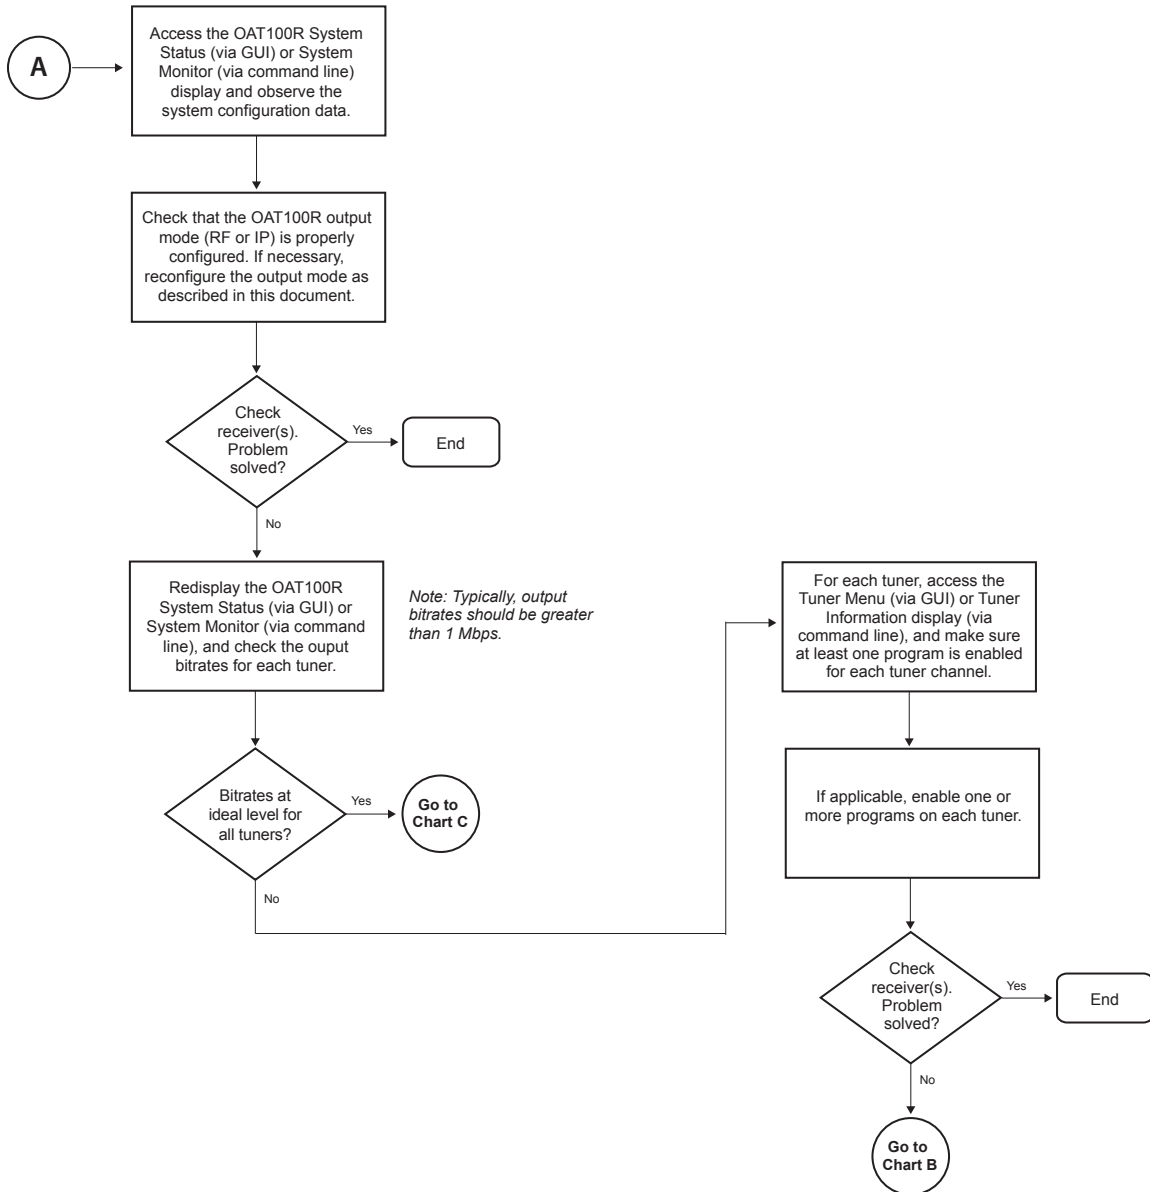 A
Access the OAT100R System
Status (via GUI) or System
Monitor (via command line)
display and observe the
system configuration data.
Check that the OAT100R output
mode (RF or IP) is properly
configured. If necessary,
reconfigure the output mode as
described in this document.
Check
receiver(s).
Problem
solved?
Yes
End
No
Redisplay the OAT100R
System Status (via GUI) or
System Monitor (via command
line), and check the ouput
bitrates for each tuner.
Note: Typically, output
bitrates should be greater
than 1 Mbps.
Bitrates at
ideal level for
all tuners?
Yes
Go to
Chart C
No
For each tuner, access the
Tuner Menu (via GUI) or Tuner
Information display (via
command line), and make sure
at least one program is enabled
for each tuner channel.
If applicable, enable one or
more programs on each tuner.
Check
receiver(s).
Problem
solved?
Yes
End
No
Go to
Chart B